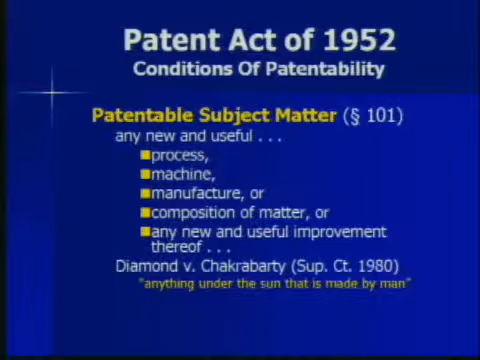 Patent Act of 1952
Conditions Of Patentability
Patentable Subject Matter (§ 101)
any new and useful . . .
process,
machine,
manufacture, or
composition of matter, or
any new and useful improvement
thereof . . .
Diamond v. Chakrabarty (Sup. Ct. 1980)
"anything under the sun that is made by man"